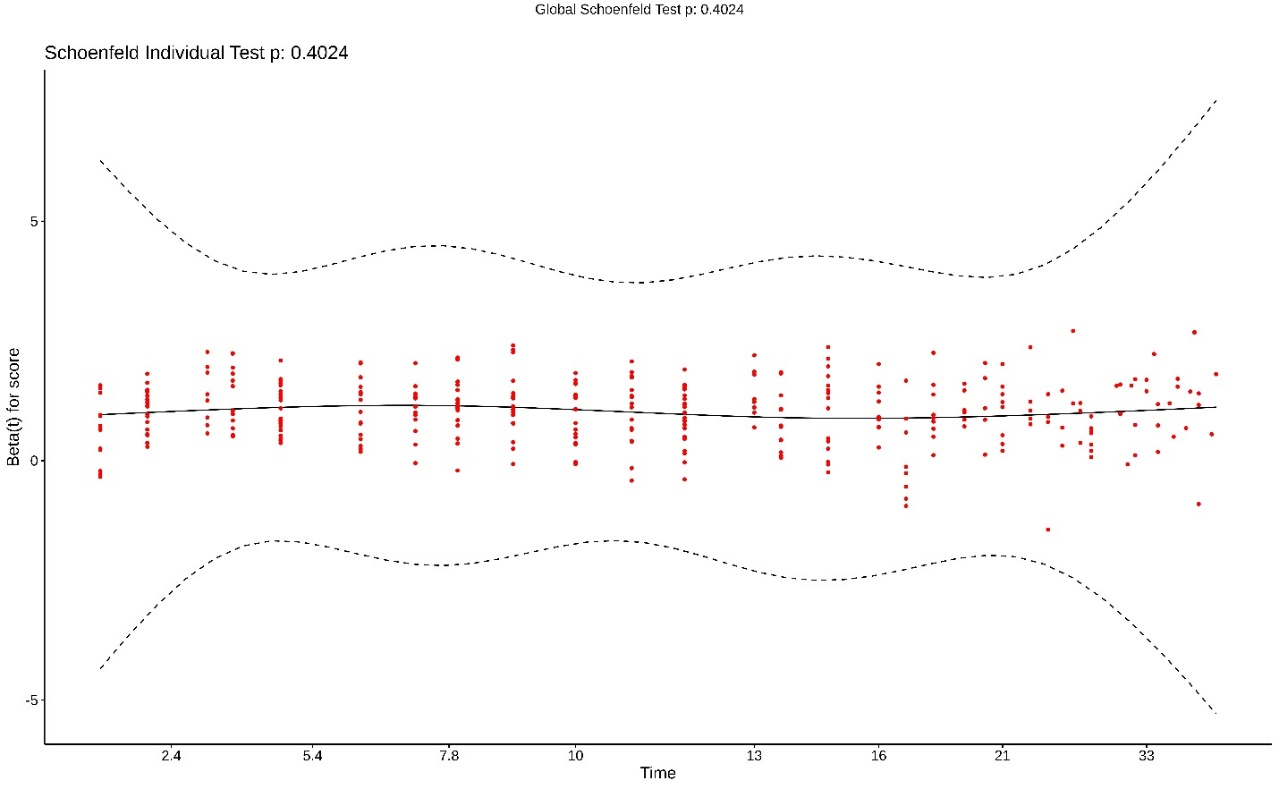 Global Schoenfeld Test p: 0.4024
Schoenfeld Individual Test p: 0.4024
Beta(t) for score
5
0
-5
2.4 5.4 7.8 10 13 16 21 33
Time